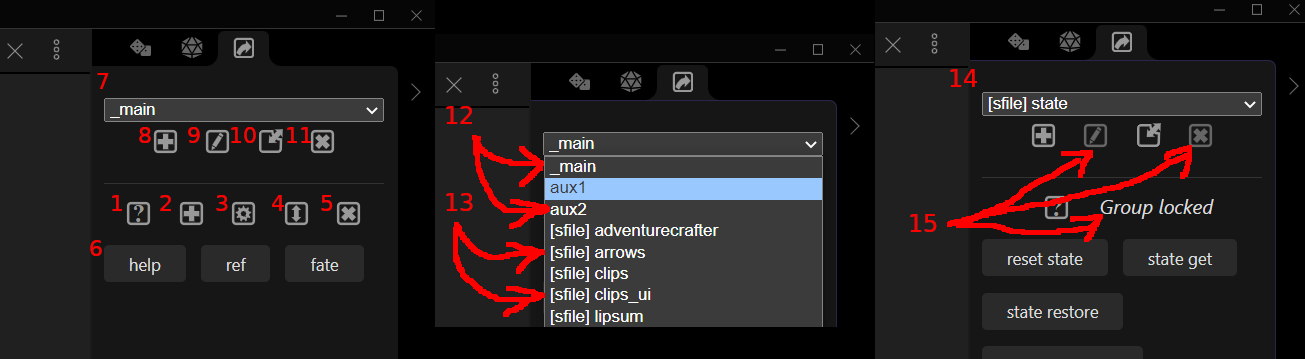 7
_main
8 9 10 11
1 ? 2 3 4 5
6 help ref fate
12
_main
_main
aux1
13 aux2
[sfile] adventurecrafter
[sfile] arrows
[sfile] clips
[sfile] clips_ui
[sfile] lipsum
14
[sfile] state
? Group locked
15
reset state state get
state restore